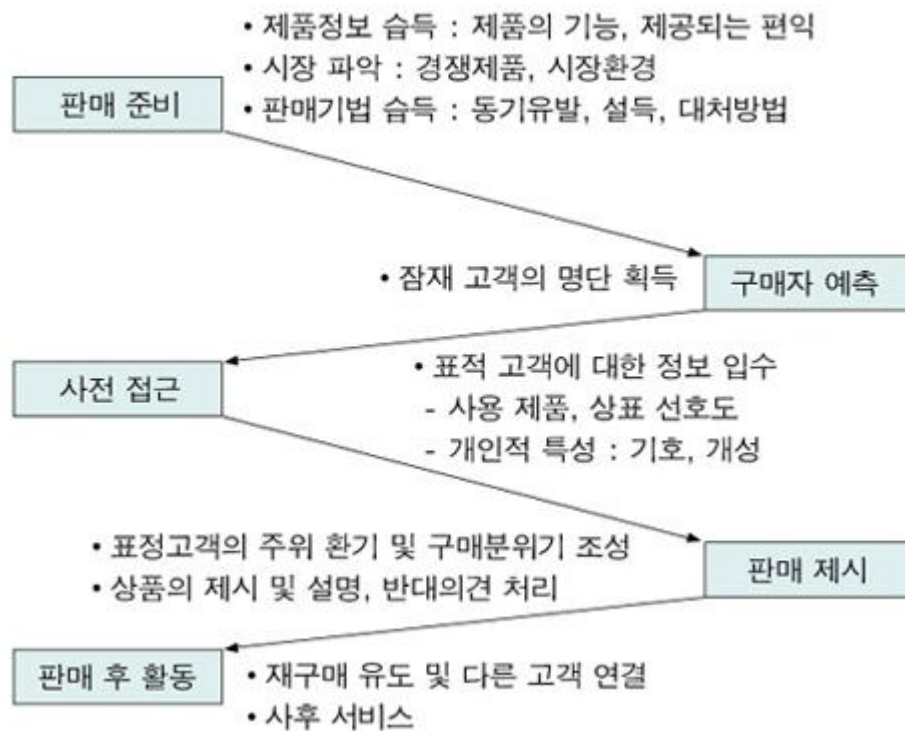 • 제품정보 습득 : 제품의 기능, 제공되는 편익
• 시장 파악 : 경쟁제품, 시장환경
• 판매기법 습득 : 동기유발, 설득, 대처방법
판매 준비
• 잠재 고객의 명단 획득
구매자 예측
사전 접근
• 표적 고객에 대한 정보 입수
- 사용 제품, 상표 선호도
- 개인적 특성 : 기호, 개성
• 표정고객의 주위 환기 및 구매분위기 조성
• 상품의 제시 및 설명, 반대의견 처리
판매 제시
판매 후 활동
• 재구매 유도 및 다른 고객 연결
• 사후 서비스